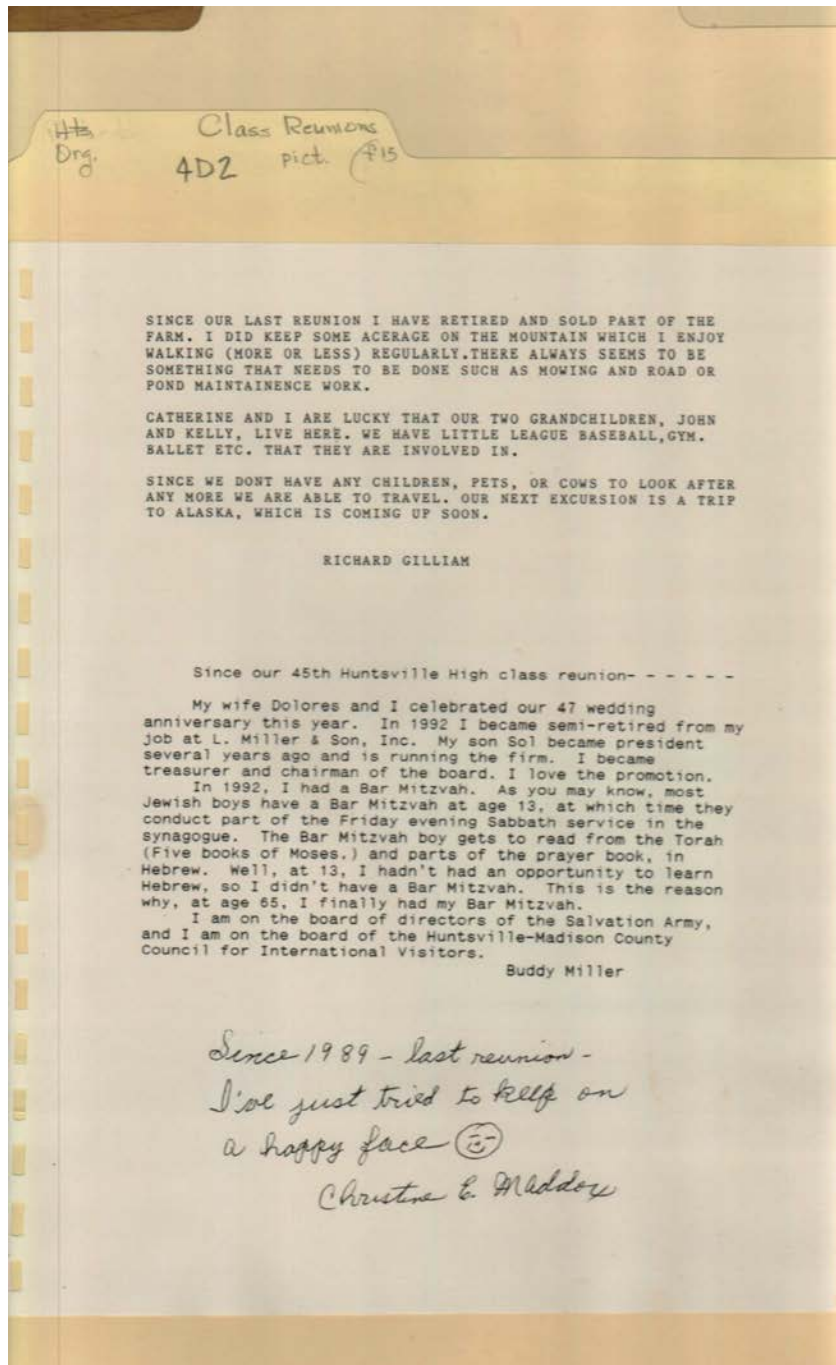 Hts. Class Reunions
Org. 4D2 pict. P15
SINCE OUR LAST REUNION I HAVE RETIRED AND SOLD PART OF THE
FARM. I DID KEEP SOME ACERAGE ON THE MOUNTAIN WHICH I ENJOY
WALKING (MORE OR LESS) REGULARLY.THERE ALWAYS SEEMS TO BE
SOMETHING THAT NEEDS TO BE DONE SUCH AS MOWING AND ROAD OR
POND MAINTAINENCE WORK.
CATHERINE AND I ARE LUCKY THAT OUR TWO GRANDCHILDREN, JOHN
AND KELLY, LIVE HERE. WE HAVE LITTLE LEAGUE BASEBALL,GYM.
BALLET ETC. THAT THEY ARE INVOLVED IN.
SINCE WE DONT HAVE ANY CHILDREN, PETS, OR COWS TO LOOK AFTER
ANY MORE WE ARE ABLE TO TRAVEL. OUR NEXT EXCURSION IS A TRIP
TO ALASKA, WHICH IS COMING UP SOON.
RICHARD GILLIAM
Since our 45th Huntsville High class reunion- - - - - -
My wife Dolores and I celebrated our 47 wedding
anniversary this year. In 1992 I became semi-retired from my
job at L. Miller & Son, Inc. My son Sol became president
several years ago and is running the firm. I became
treasurer and chairman of the board. I love the promotion.
In 1992, I had a Bar Mitzvah. As you may know, most
Jewish boys have a Bar Mitzvah at age 13, at which time they
conduct part of the Friday evening Sabbath service in the
synagogue. The Bar Mitzvah boy gets to read from the Torah
(Five books of Moses.) and parts of the prayer book, in
Hebrew. Well, at 13, I hadn't had an opportunity to learn
Hebrew, so I didn't have a Bar Mitzvah. This is the reason
why, at age 65, I finally had my Bar Mitzvah.
I am on the board of directors of the Salvation Army,
and I am on the board of the Huntsville-Madison County
Council for International Visitors.
Buddy Miller
Since 1989 - last reunion -
I've just tried to keep on
a happy face
Christine E. Maddox